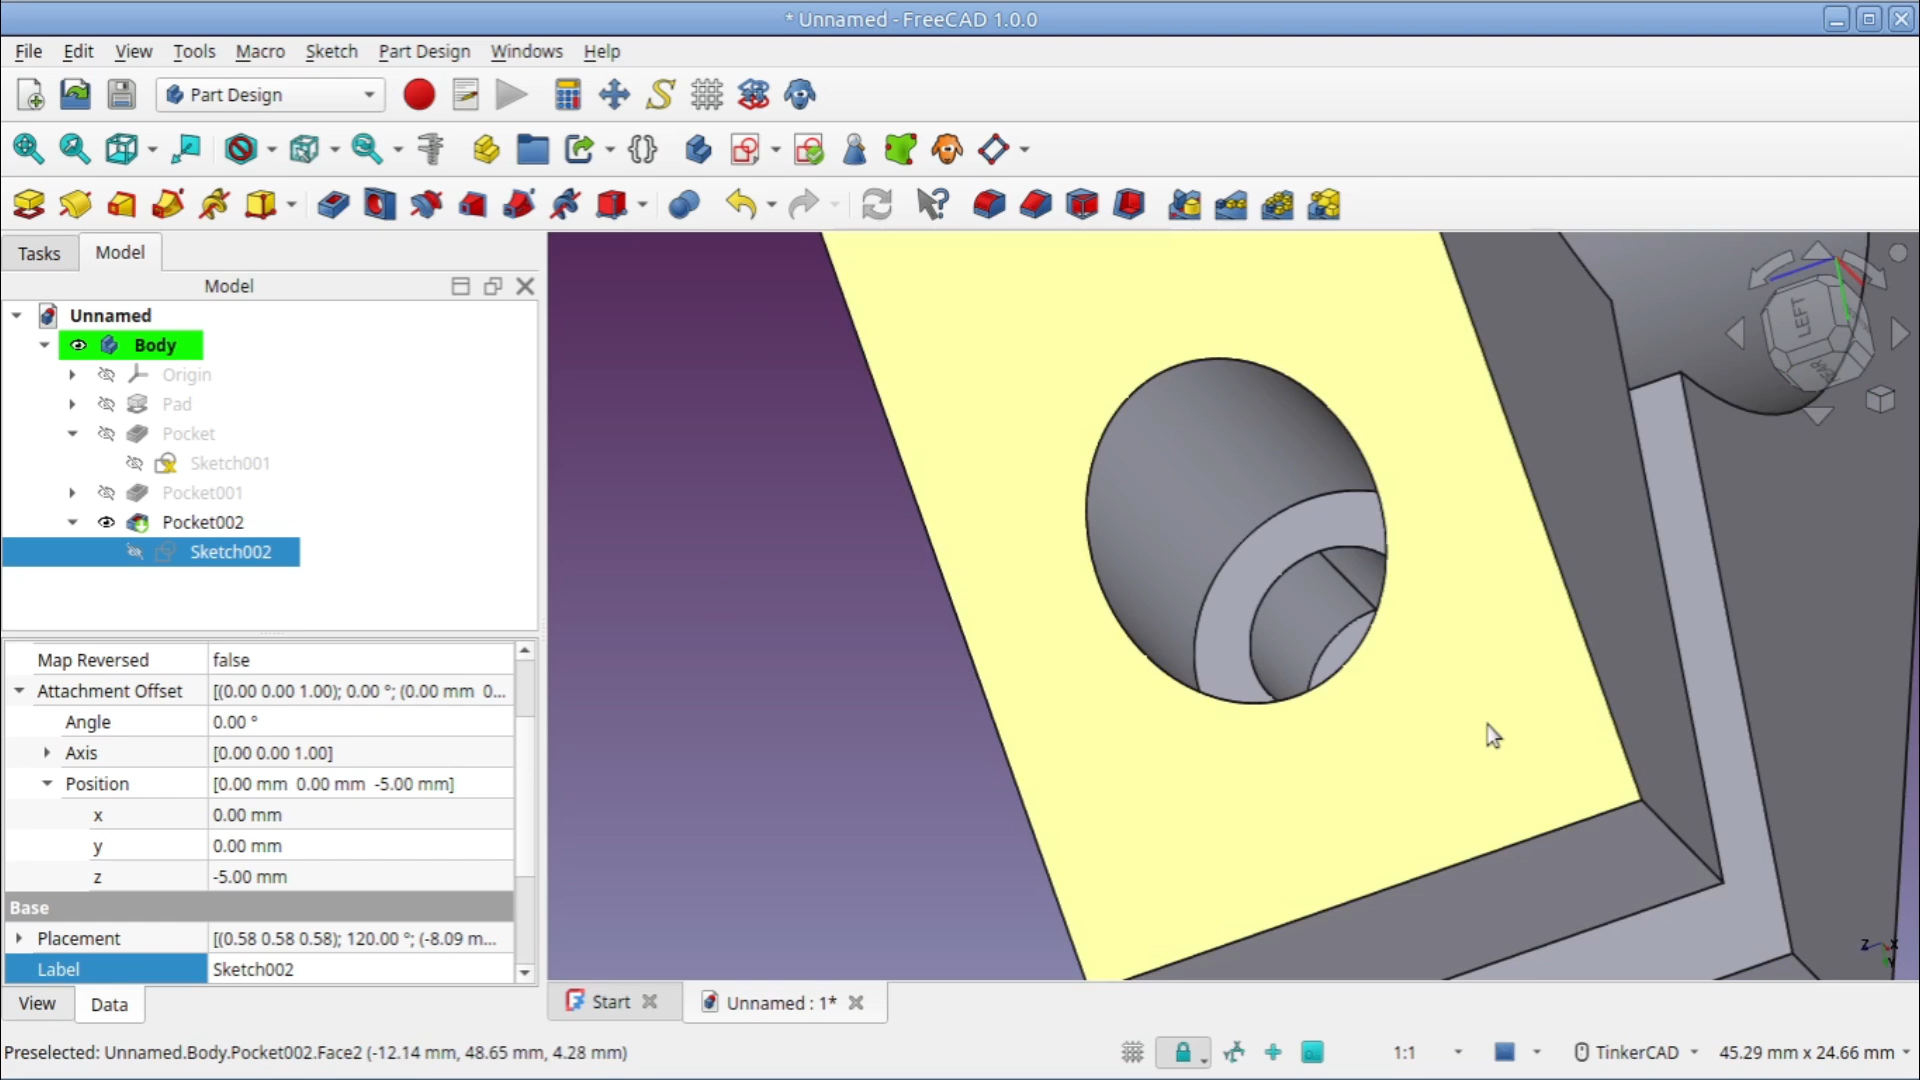 * Unnamed - FreeCAD 1.0.0
File Edit View Tools Macro Sketch Part Design Windows Help
Part Design
Tasks Model
Model
Unnamed
Body
Origin
Pad
Pocket
Sketch001
Pocket001
Pocket002
Sketch002
Map Reversed false
Attachment Offset [(0.00 0.00 1.00); 0.00 °; (0.00 mm 0...
Angle 0.00 °
Axis [0.00 0.00 1.00]
Position [0.00 mm 0.00 mm -5.00 mm]
x 0.00 mm
y 0.00 mm
z -5.00 mm
Base
Placement [(0.58 0.58 0.58); 120.00 °; (-8.09 m...
Label Sketch002
View Data
LEFT
REAR
Z X
Y
Start Unnamed : 1*
Preselected: Unnamed.Body.Pocket002.Face2 (-12.14 mm, 48.65 mm, 4.28 mm) 1:1 TinkerCAD 45.29 mm x 24.66 mm